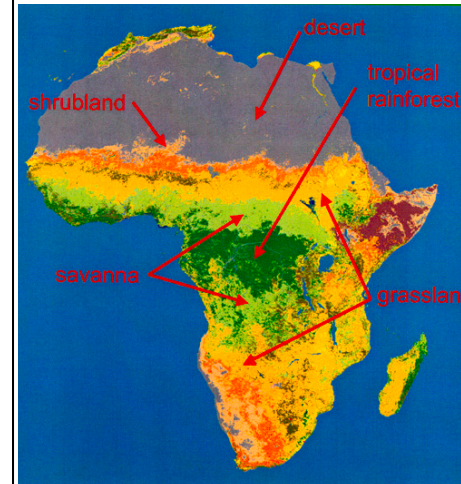 desert
tropical
rainforest
shrubland
savanna
grasslan